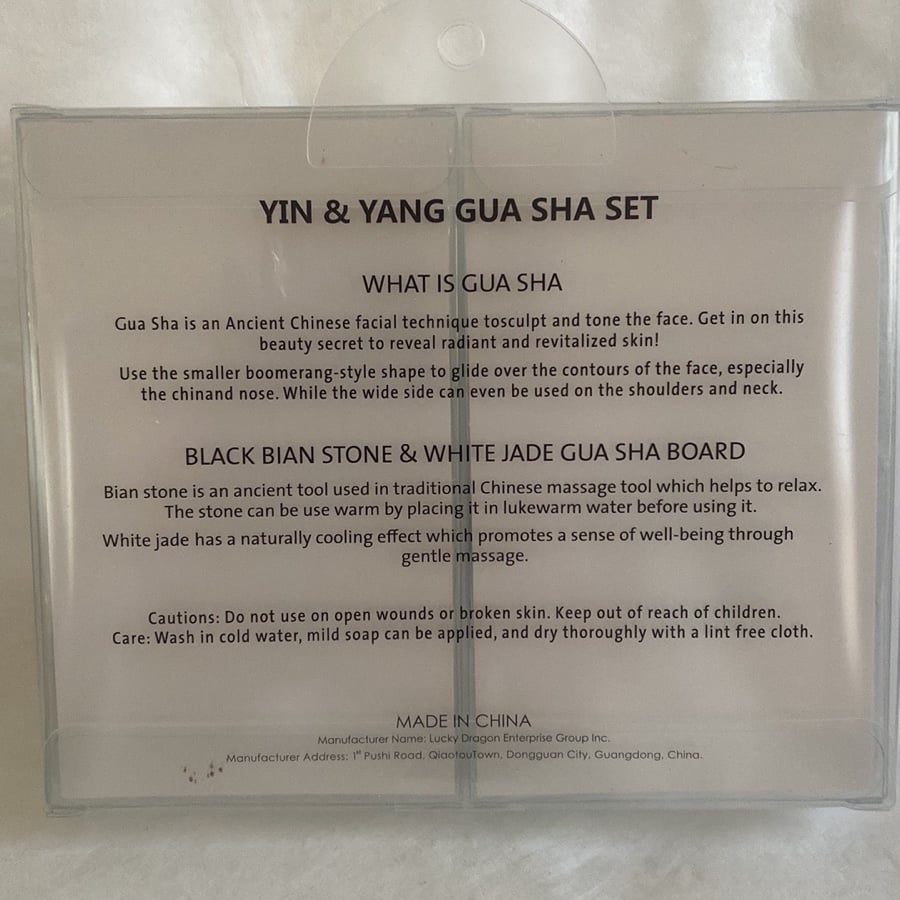 YIN & YANG GUA SHA SET
WHAT IS GUA SHA
Gua Sha is an Ancient Chinese facial technique tosculpt and tone the face. Get in on this
beauty secret to reveal radiant and revitalized skin!
Use the smaller boomerang-style shape to glide over the contours of the face, especially
the chinand nose. While the wide side can even be used on the shoulders and neck.
BLACK BIAN STONE & WHITE JADE GUA SHA BOARD
Bian stone is an ancient tool used in traditional Chinese massage tool which helps to relax.
The stone can be use warm by placing it in lukewarm water before using it.
White jade has a naturally cooling effect which promotes a sense of well-being through
gentle massage.
Cautions: Do not use on open wounds or broken skin. Keep out of reach of children.
Care: Wash in cold water, mild soap can be applied, and dry thoroughly with a lint free cloth.
MADE IN CHINA
Manufacturer Name: Lucky Dragon Enterprise Group Inc.
Manufacturer Address: 1st Pushi Road, QiaotouTown, Dongguan City, Guangdong, China.